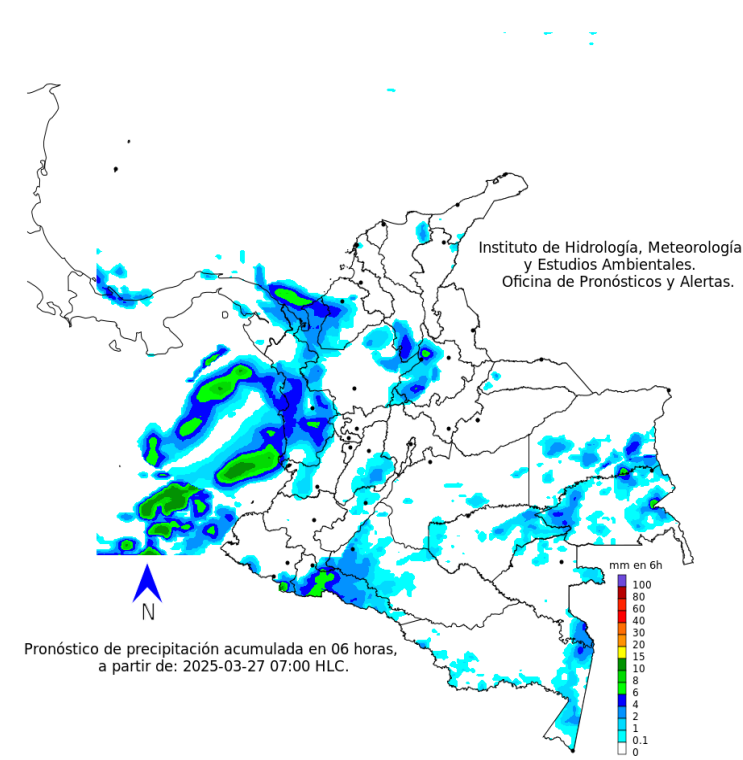 Instituto de Hidrología, Meteorología
y Estudios Ambientales.
Oficina de Pronósticos y Alertas.
mm en 6h
100
80
60
40
30
20
15
10
8
6
4
2
1
0.1
0
N
Pronóstico de precipitación acumulada en 06 horas,
a partir de: 2025-03-27 07:00 HLC.